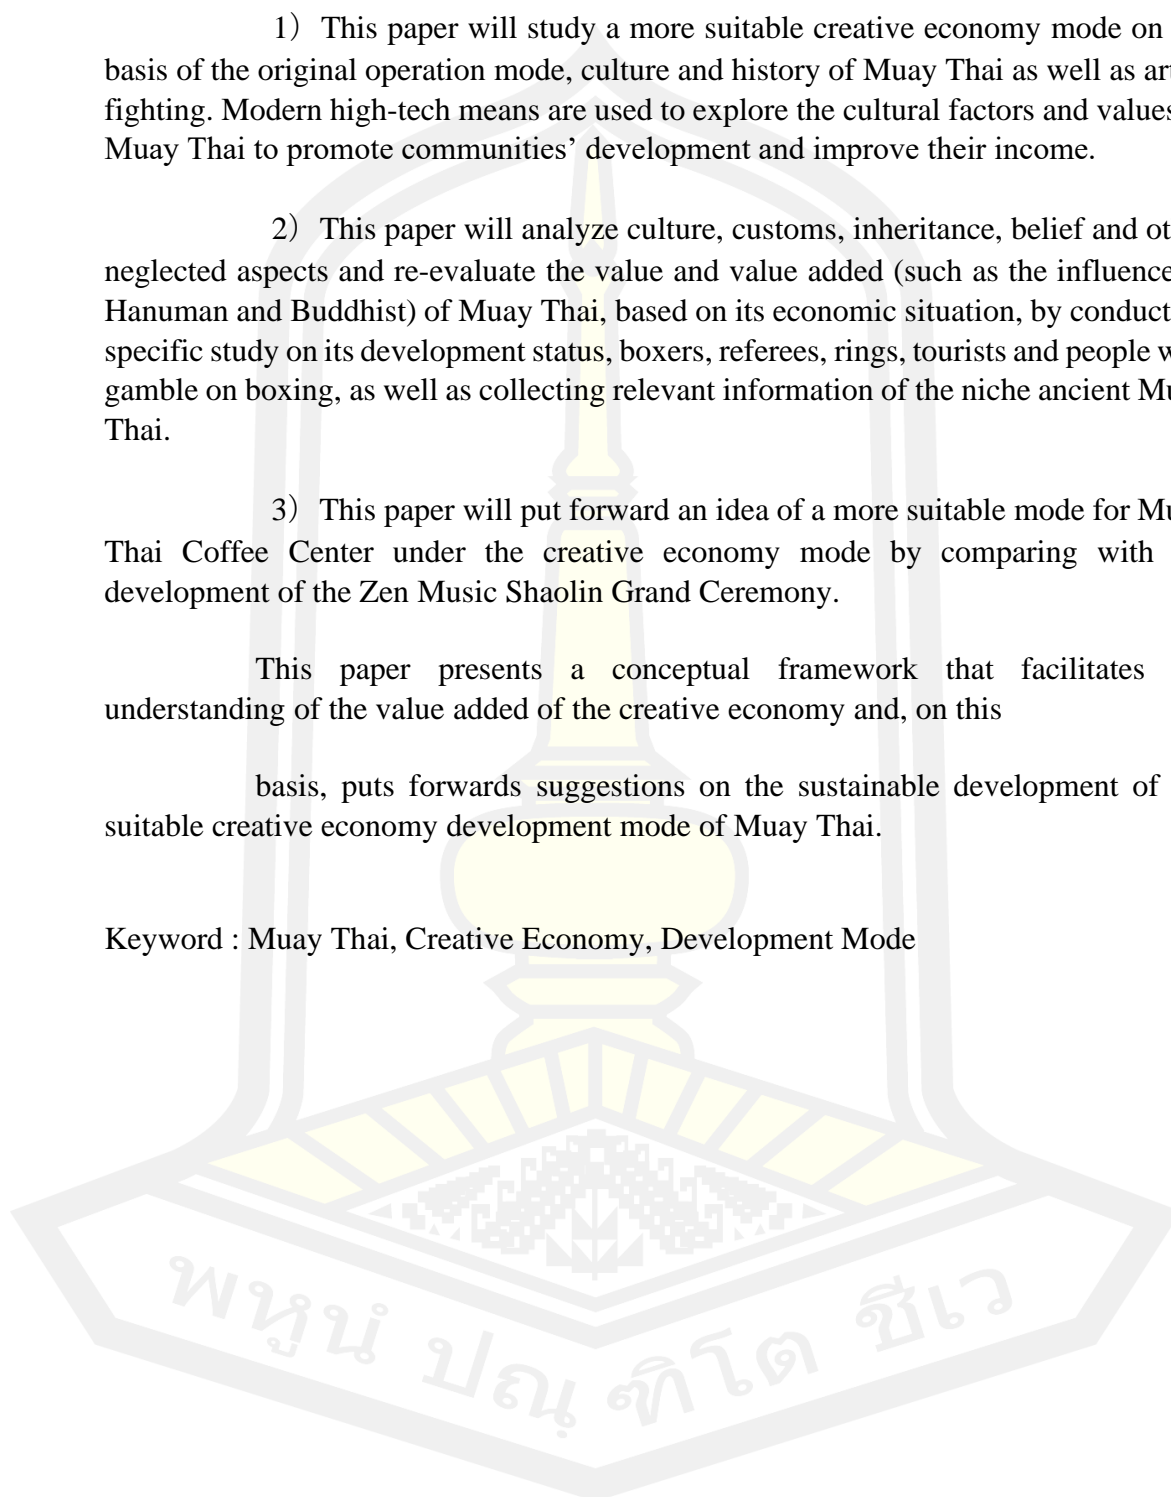 1）This paper will study a more suitable creative economy mode on
basis of the original operation mode, culture and history of Muay Thai as well as
fighting. Modern high-tech means are used to explore the cultural factors and values
Muay Thai to promote communities’ development and improve their income.
2）This paper will analyze culture, customs, inheritance, belief and
neglected aspects and re-evaluate the value and value added (such as the influence
Hanuman and Buddhist) of Muay Thai, based on its economic situation, by
specific study on its development status, boxers, referees, rings, tourists and people
gamble on boxing, as well as collecting relevant information of the niche ancient
Thai.
3）This paper will put forward an idea of a more suitable mode for
Thai Coffee Center under the creative economy mode by comparing with
development of the Zen Music Shaolin Grand Ceremony.
This paper presents a conceptual framework that facilitates
understanding of the value added of the creative economy and, on this
basis, puts forwards suggestions on the sustainable development of
suitable creative economy development mode of Muay Thai.
Keyword : Muay Thai, Creative Economy, Development Mode
พหูนํ ปณฺฑิโต ชีเว